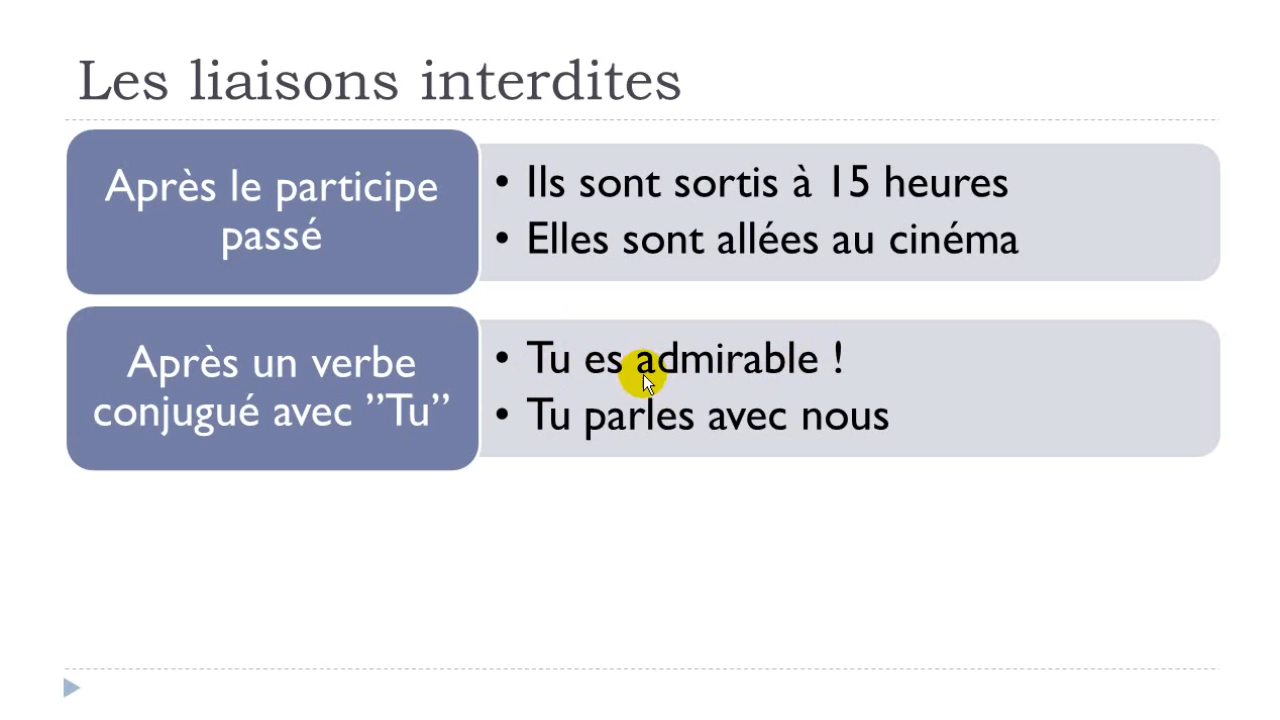 Les liaisons interdites
Après le participe
passé
• Ils sont sortis à 15 heures
• Elles sont allées au cinéma
Après un verbe
conjugué avec ”Tu”
• Tu es admirable !
• Tu parles avec nous